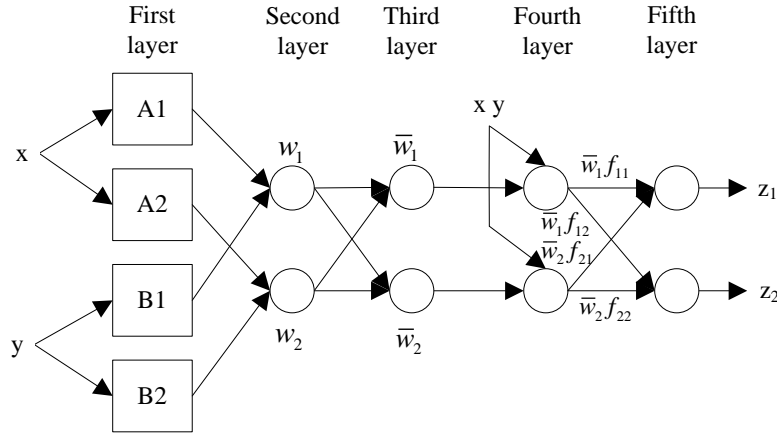 First layer
Second layer
Third layer
Fourth layer
Fifth layer
x
y
A1
A2
B1
B2
w₁
w₂
w̅₁
w̅₂
x y
w̅₁f₁₁
w̅₁f₁₂
w̅₂f₂₁
w̅₂f₂₂
z₁
z₂